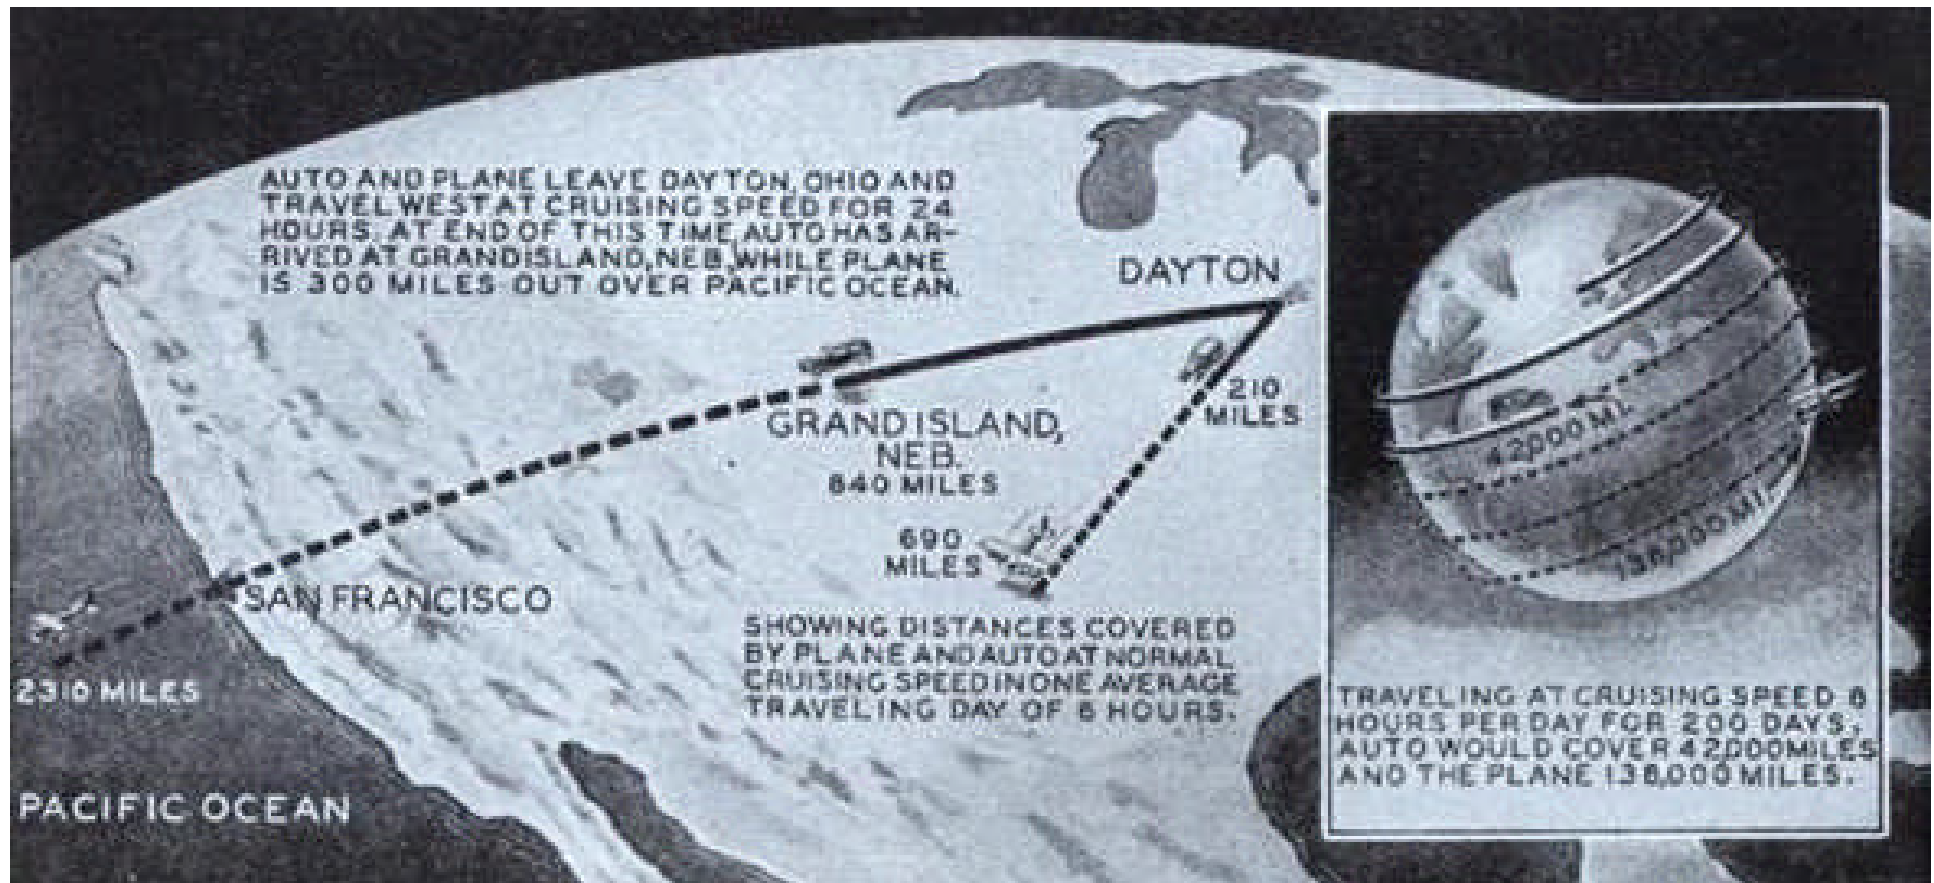 AUTO AND PLANE LEAVE DAYTON, OHIO AND
TRAVEL WEST AT CRUISING SPEED FOR 24
HOURS. AT END OF THIS TIME, AUTO HAS AR-
RIVED AT GRAND ISLAND, NEB., WHILE PLANE
IS 300 MILES OUT OVER PACIFIC OCEAN.
DAYTON
210
MILES
GRAND ISLAND,
NEB.
840 MILES
690
MILES
SAN FRANCISCO
2310 MILES
PACIFIC OCEAN
SHOWING DISTANCES COVERED
BY PLANE AND AUTO AT NORMAL
CRUISING SPEED IN ONE AVERAGE
TRAVELING DAY OF 6 HOURS.
42,000 MI.
138,000 MI.
TRAVELING AT CRUISING SPEED 6
HOURS PER DAY FOR 200 DAYS,
AUTO WOULD COVER 42,000 MILES
AND THE PLANE 138,000 MILES.